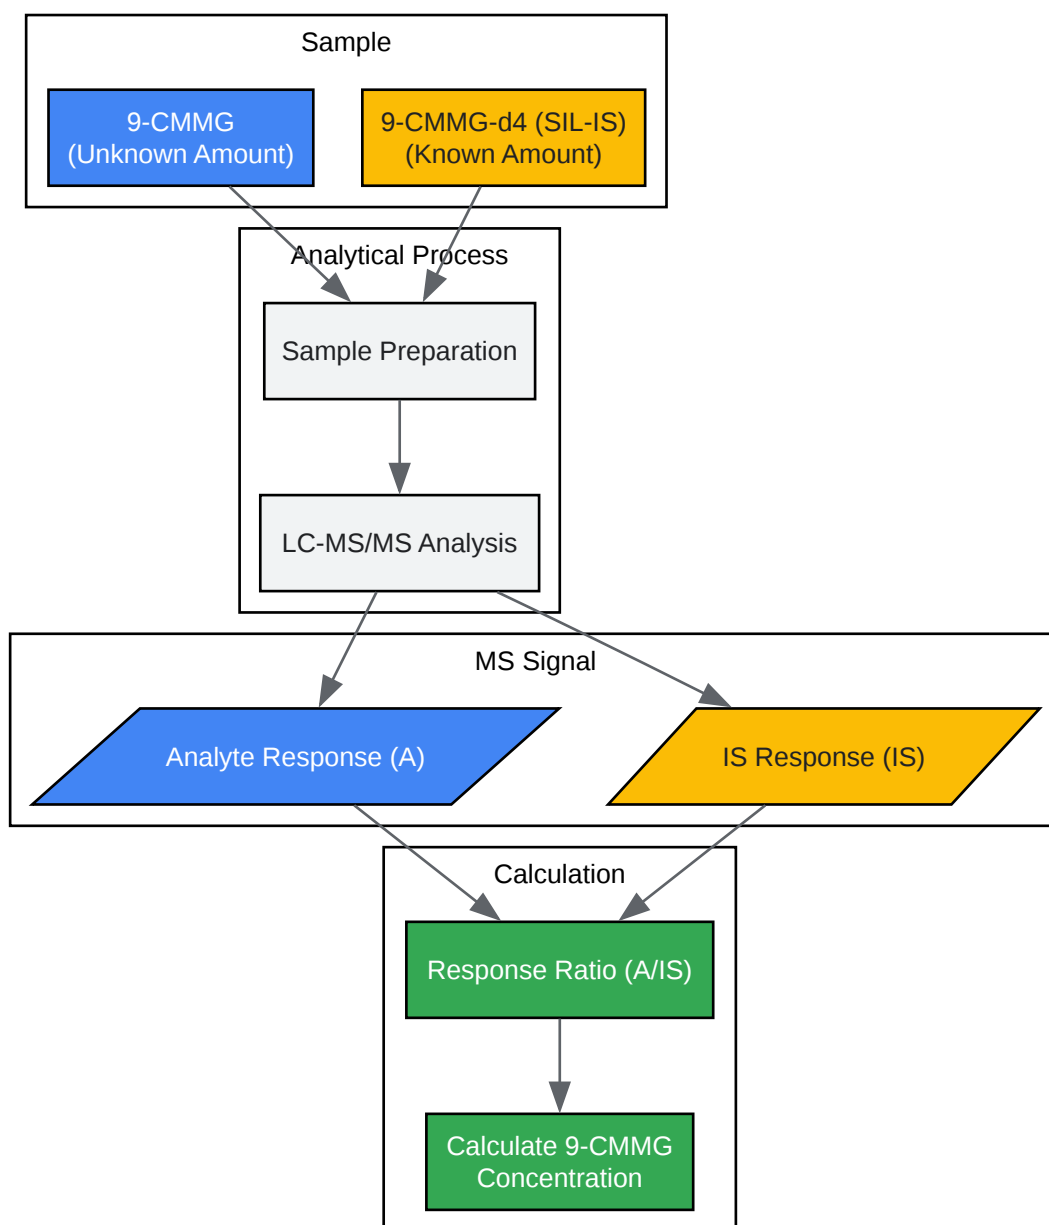 Sample
9-CMMG
(Unknown Amount)
9-CMMG-d4 (SIL-IS)
(Known Amount)
Analytical Process
Sample Preparation
LC-MS/MS Analysis
MS Signal
Analyte Response (A)
IS Response (IS)
Calculation
Response Ratio (A/IS)
Calculate 9-CMMG
Concentration